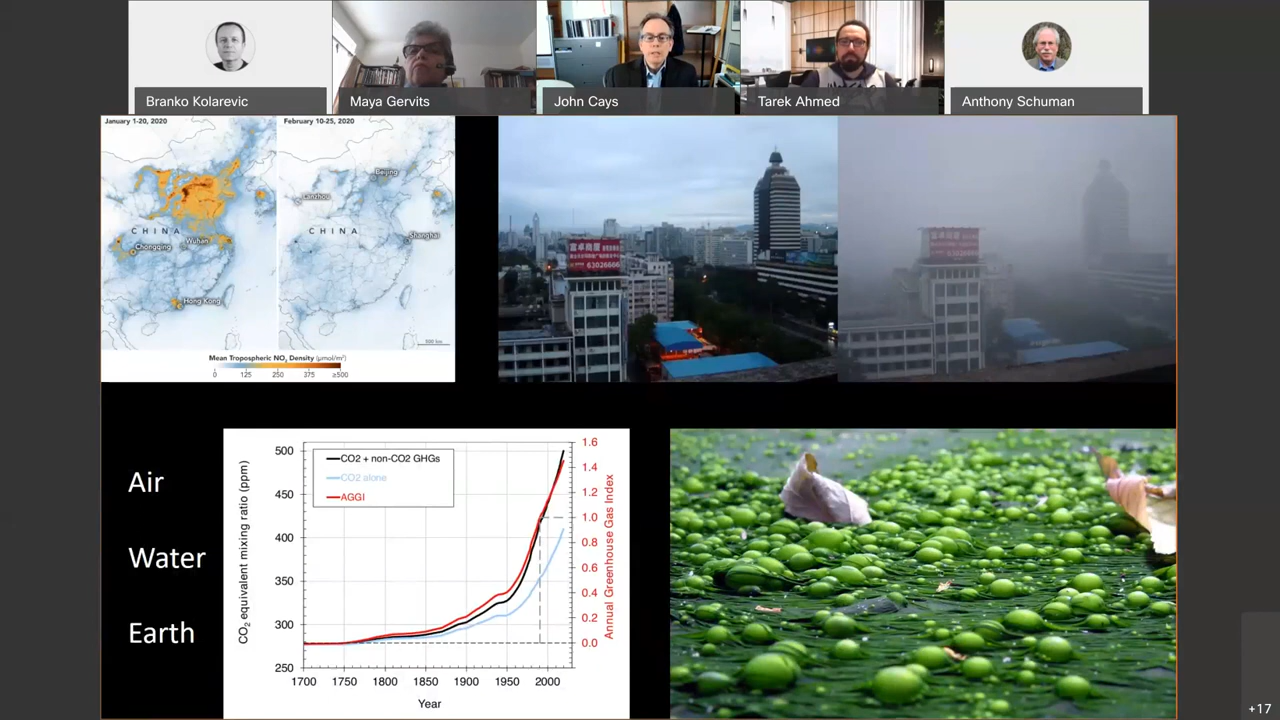 Branko Kolarevic
Maya Gervits
John Cays
Tarek Ahmed
Anthony Schuman
January 1-20, 2020
February 10-25, 2020
Beijing
Lanzhou
CHINA
CHINA
Shanghai
Chongqing
Wuhan
Hong Kong
500 km
Mean Tropospheric NO2 Density (μmol/m2)
0 125 250 375 ≥500
63026666
Air
Water
Earth
CO2 equivalent mixing ratio (ppm)
500
450
400
350
300
250
CO2 + non-CO2 GHGs
CO2 alone
AGGI
1.6
1.4
1.2
1.0
0.8
0.6
0.4
0.2
0.0
Annual Greenhouse Gas Index
1700 1750 1800 1850 1900 1950 2000
Year
+17